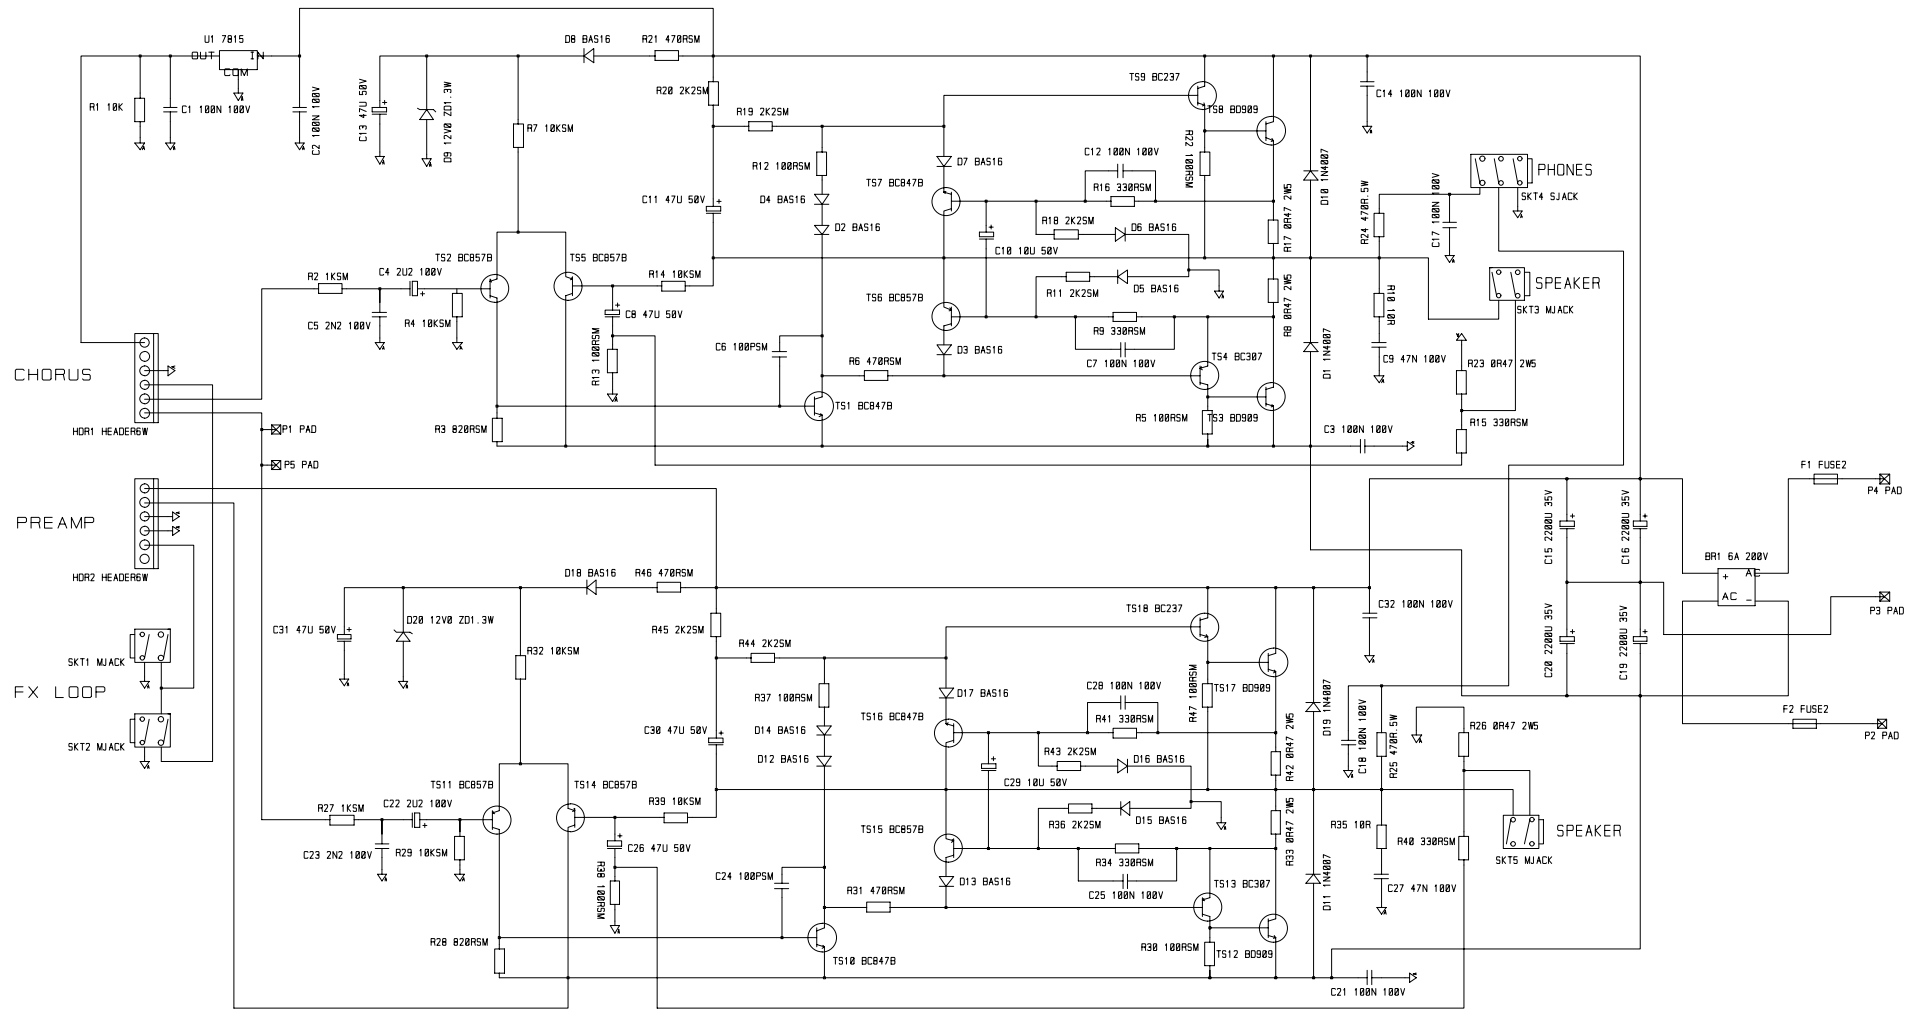 U1 7815
OUT
IN
COM
R1 10K
C1 100N 100V
C2 100N 100V
C13 47U 50V
D9 12V0 ZD1.3W
D8 BAS16
R21 470RSM
R20 2K2SM
R7 10KSM
R19 2K2SM
R12 100RSM
D4 BAS16
D2 BAS16
C11 47U 50V
TS9 BC237
TS8 BD909
D7 BAS16
TS7 BC847B
C12 100N 100V
R16 330RSM
R22 100RSM
R18 2K2SM
D6 BAS16
C10 10U 50V
R17 0R47 2W5
D10 1N4007
C14 100N 100V
R24 470R.5W
C17 100N 100V
PHONES
SKT4 SJACK
TS2 BC857B
TS5 BC857B
R2 1KSM
C4 2U2 100V
R14 10KSM
C5 2N2 100V
R4 10KSM
C8 47U 50V
R13 100RSM
TS6 BC857B
R11 2K2SM
D5 BAS16
R9 330RSM
C7 100N 100V
R8 0R47 2W5
D1 1N4007
R10 10R
C9 47N 100V
SPEAKER
SKT3 MJACK
R23 0R47 2W5
R15 330RSM
C6 100PSM
D3 BAS16
R6 470RSM
TS4 BC307
TS1 BC847B
R3 820RSM
R5 100RSM
TS3 BD909
C3 100N 100V
CHORUS
HDR1 HEADER6W
P1 PAD
P5 PAD
PREAMP
HDR2 HEADER6W
SKT1 MJACK
FX LOOP
SKT2 MJACK
F1 FUSE2
P4 PAD
C15 2200U 35V
C16 2200U 35V
BR1 6A 200V
+
AC
AC
-
P3 PAD
C20 2200U 35V
C19 2200U 35V
F2 FUSE2
P2 PAD
D18 BAS16
R46 470RSM
C31 47U 50V
D20 12V0 ZD1.3W
R45 2K2SM
R32 10KSM
R44 2K2SM
R37 100RSM
D14 BAS16
D12 BAS16
C30 47U 50V
TS18 BC237
TS17 BD909
D17 BAS16
TS16 BC847B
C28 100N 100V
R41 330RSM
R47 100RSM
R43 2K2SM
D16 BAS16
C29 10U 50V
R42 0R47 2W5
D19 1N4007
C32 100N 100V
C18 100N 100V
R25 470R.5W
R26 0R47 2W5
TS11 BC857B
TS14 BC857B
R27 1KSM
C22 2U2 100V
R39 10KSM
C23 2N2 100V
R29 10KSM
C26 47U 50V
R38 100RSM
TS15 BC857B
R36 2K2SM
D15 BAS16
R34 330RSM
C25 100N 100V
R33 0R47 2W5
D11 1N4007
R35 10R
R40 330RSM
C27 47N 100V
SPEAKER
SKT5 MJACK
C24 100PSM
D13 BAS16
R31 470RSM
TS13 BC307
R28 820RSM
TS10 BC847B
R30 100RSM
TS12 BD909
C21 100N 100V